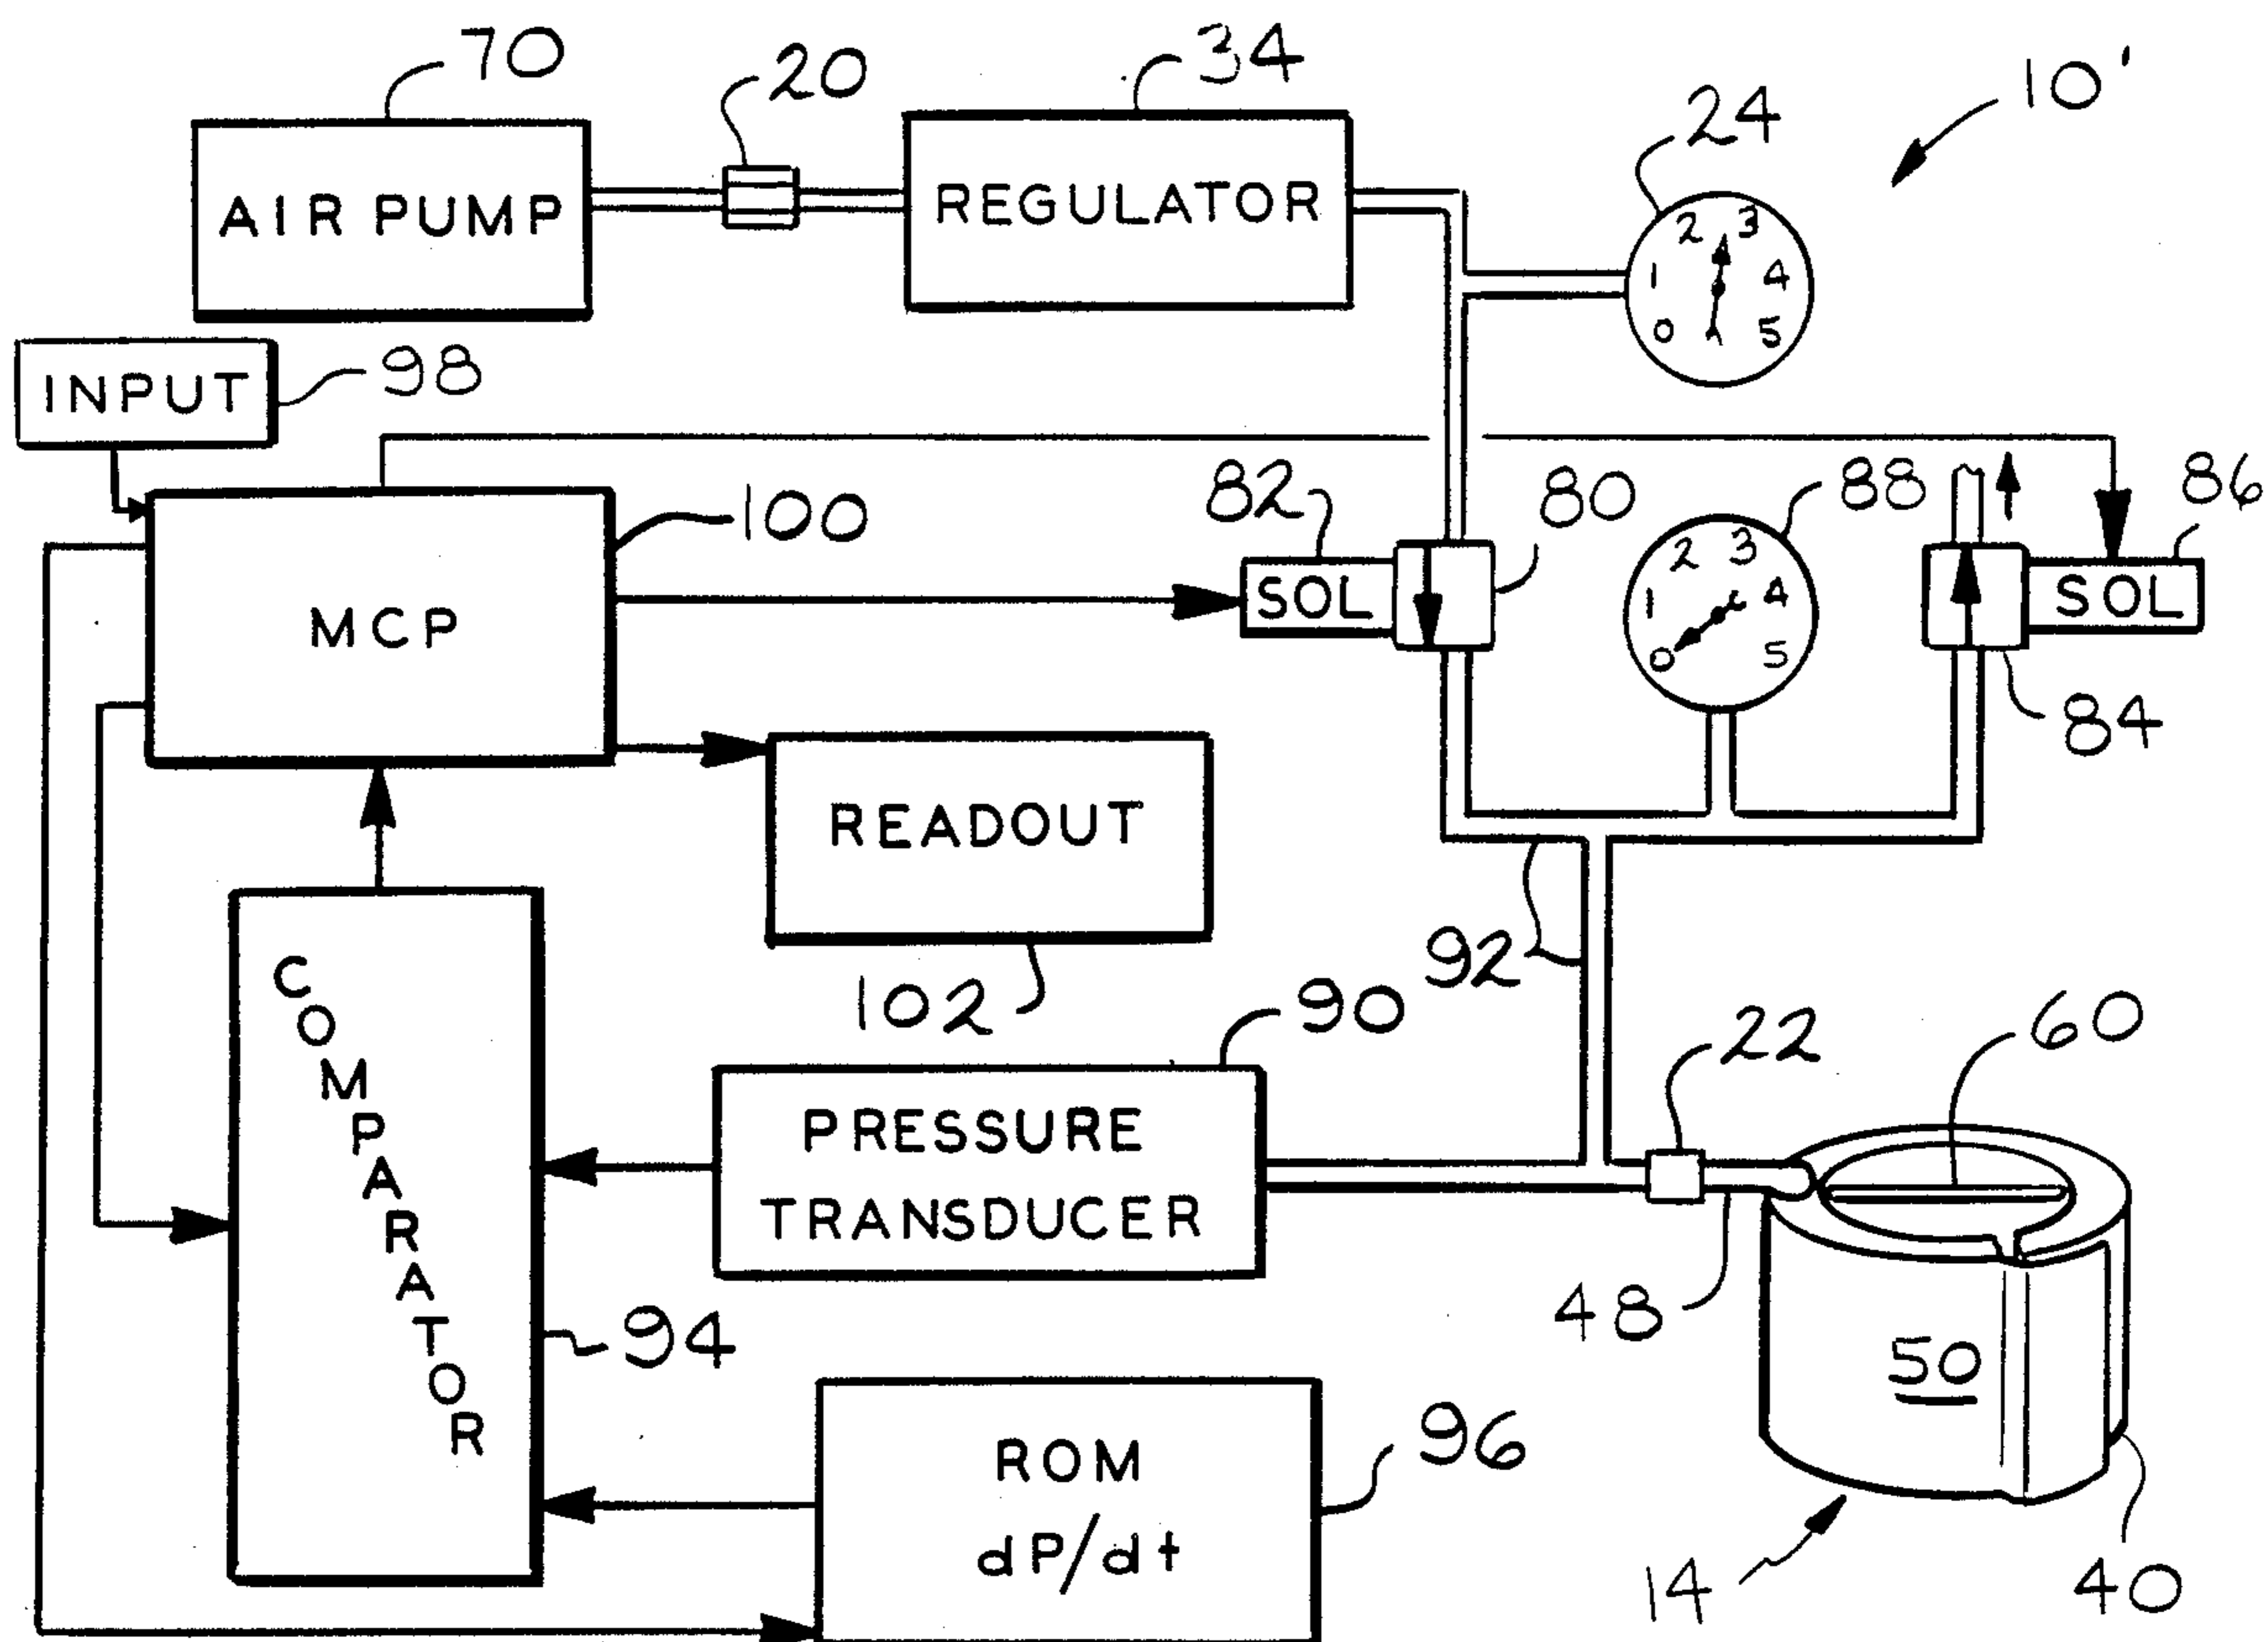 70
20
34
10'
24
AIR PUMP
REGULATOR
2 3
1 4
0 5
INPUT
98
82
80
88
86
100
SOL
2 3
1 4
0 5
SOL
MCP
84
READOUT
92
102
90
22
60
COMPARATOR
PRESSURE
TRANSDUCER
48
94
50
96
ROM
dP/dt
14
40